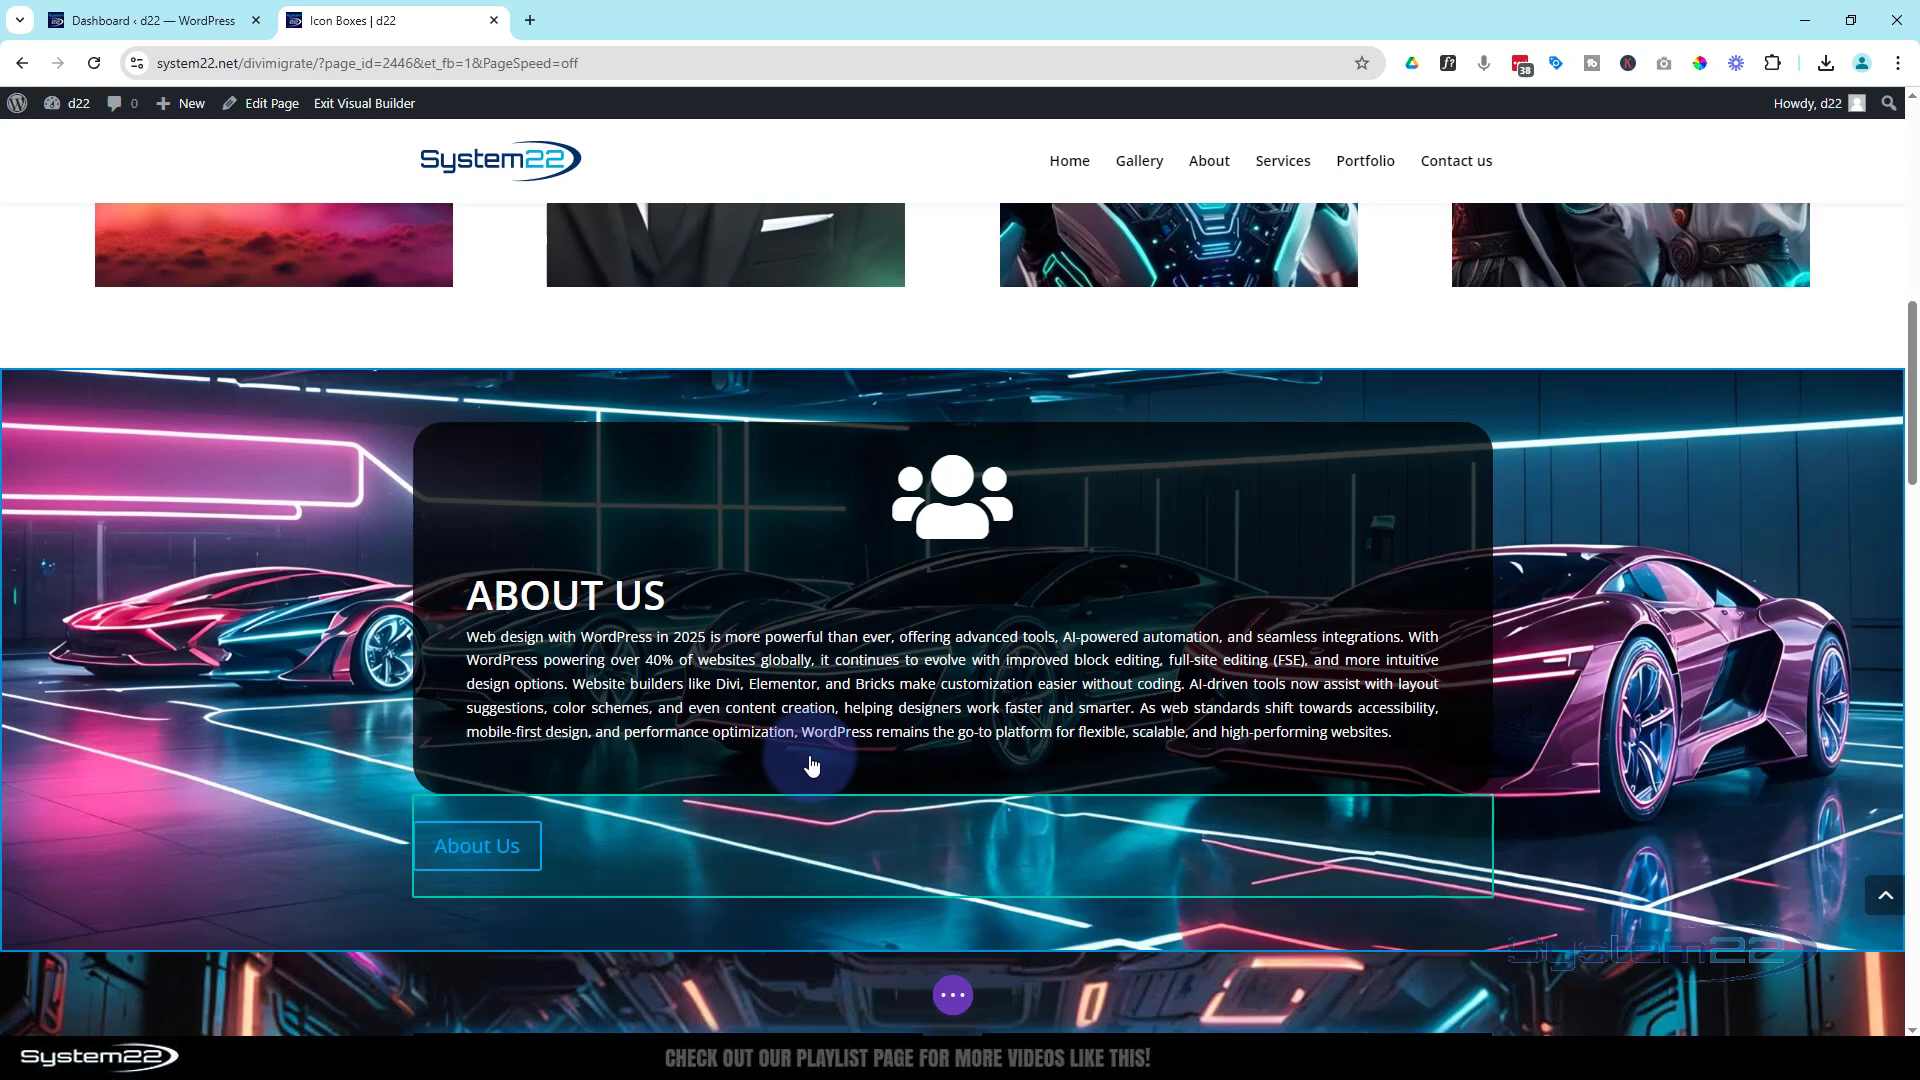 Dashboard ‹ d22 — WordPress
Icon Boxes | d22
system22.net/divimigrate/?page_id=2446&et_fb=1&PageSpeed=off
38
d22
0
New
Edit Page
Exit Visual Builder
Howdy, d22
System22
Home
Gallery
About
Services
Portfolio
Contact us
ABOUT US
Web design with WordPress in 2025 is more powerful than ever, offering advanced tools, AI-powered automation, and seamless integrations. With
WordPress powering over 40% of websites globally, it continues to evolve with improved block editing, full-site editing (FSE), and more intuitive
design options. Website builders like Divi, Elementor, and Bricks make customization easier without coding. AI-driven tools now assist with layout
suggestions, color schemes, and even content creation, helping designers work faster and smarter. As web standards shift towards accessibility,
mobile-first design, and performance optimization, WordPress remains the go-to platform for flexible, scalable, and high-performing websites.
About Us
System22
System22
CHECK OUT OUR PLAYLIST PAGE FOR MORE VIDEOS LIKE THIS!